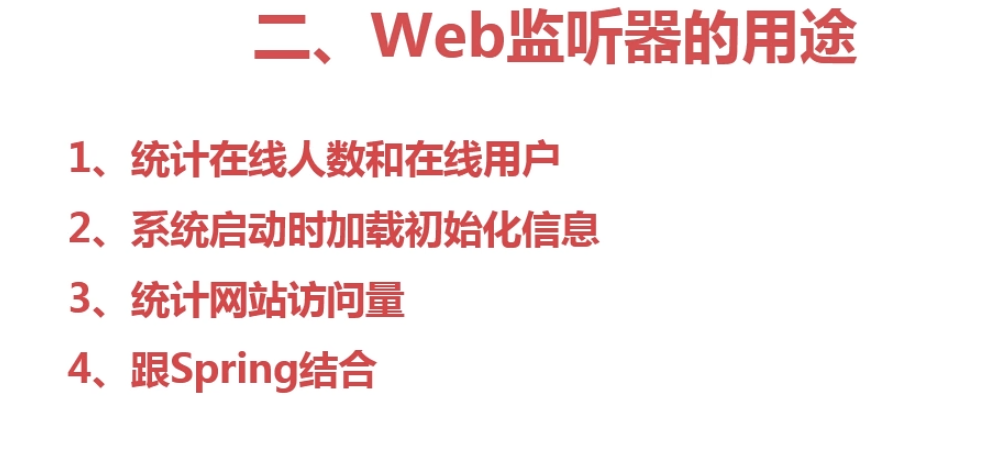 二、Web监听器的用途
1、统计在线人数和在线用户
2、系统启动时加载初始化信息
3、统计网站访问量
4、跟Spring结合